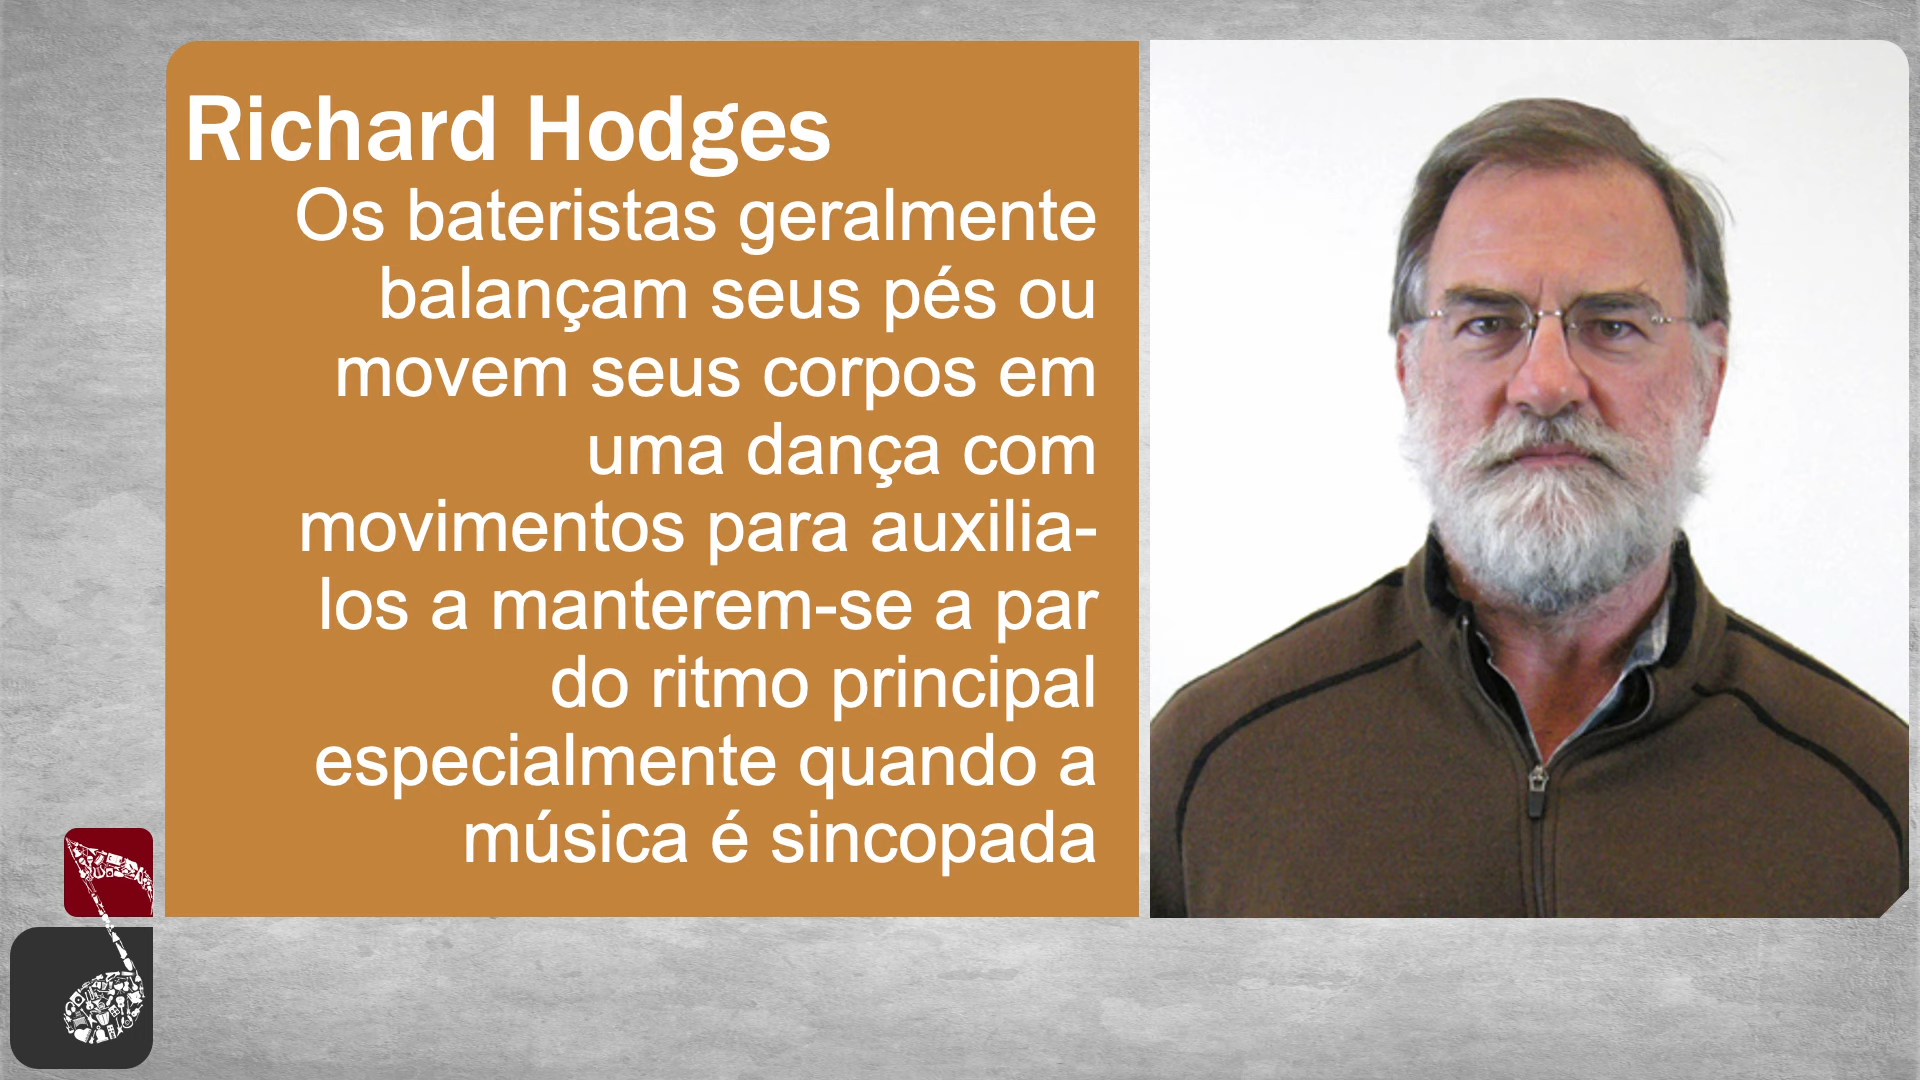 Richard Hodges
Os bateristas geralmente
balançam seus pés ou
movem seus corpos em
uma dança com
movimentos para auxilia-
los a manterem-se a par
do ritmo principal
especialmente quando a
música é sincopada